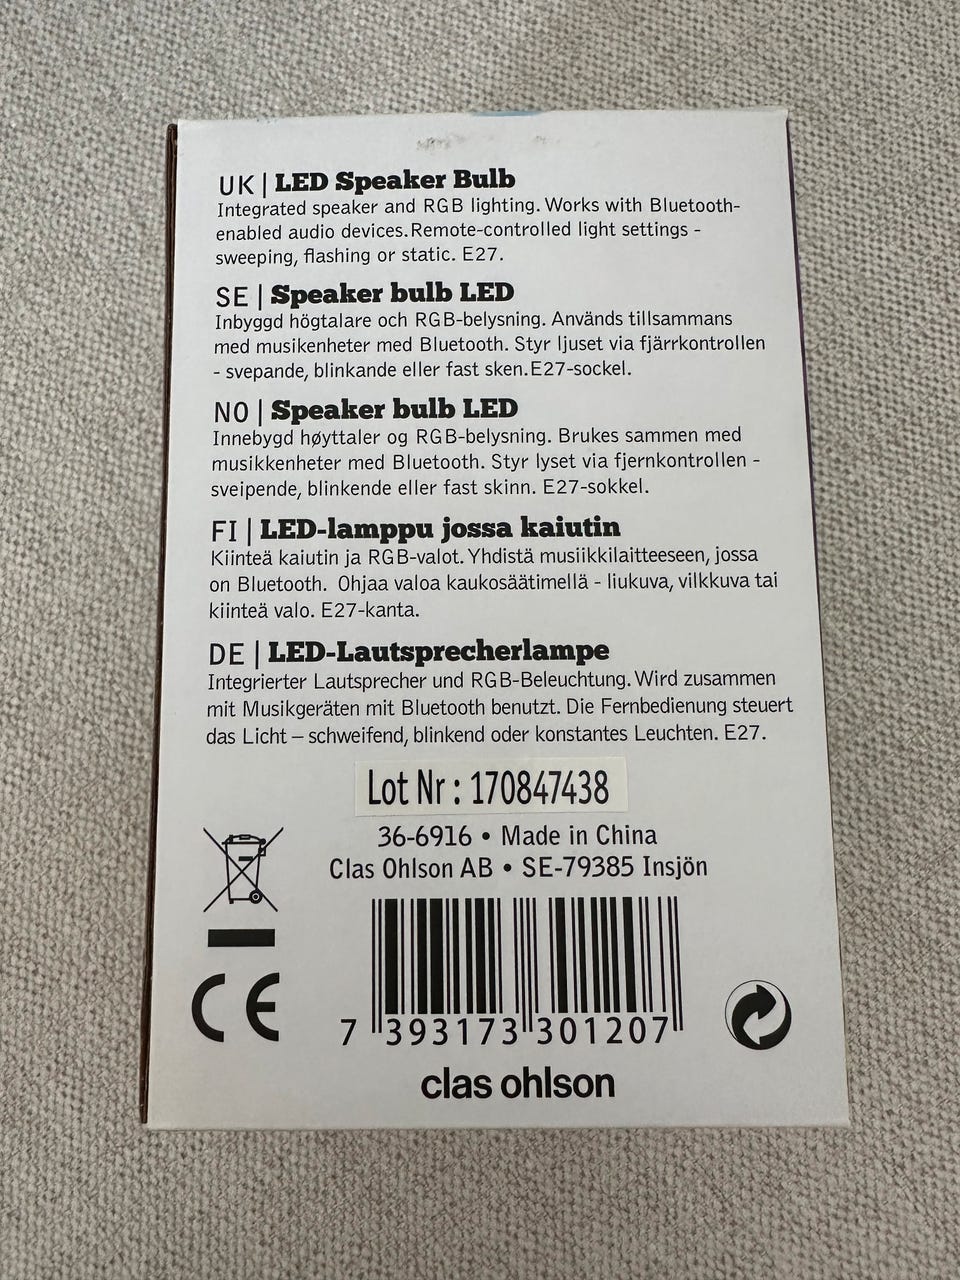 UK | LED Speaker Bulb
Integrated speaker and RGB lighting. Works with Bluetooth-
enabled audio devices. Remote-controlled light settings -
sweeping, flashing or static. E27.
SE | Speaker bulb LED
Inbyggd högtalare och RGB-belysning. Används tillsammans
med musikenheter med Bluetooth. Styr ljuset via fjärrkontrollen
- svepande, blinkande eller fast sken. E27-sockel.
NO | Speaker bulb LED
Innebygd høyttaler og RGB-belysning. Brukes sammen med
musikkenheter med Bluetooth. Styr lyset via fjernkontrollen -
sveipende, blinkende eller fast skinn. E27-sokkel.
FI | LED-lamppu jossa kaiutin
Kiinteä kaiutin ja RGB-valot. Yhdistä musiikkilaitteeseen, jossa
on Bluetooth. Ohjaa valoa kaukosäätimellä - liukuva, vilkkuva tai
kiinteä valo. E27-kanta.
DE | LED-Lautsprecherlampe
Integrierter Lautsprecher und RGB-Beleuchtung. Wird zusammen
mit Musikgeräten mit Bluetooth benutzt. Die Fernbedienung steuert
das Licht – schweifend, blinkend oder konstantes Leuchten. E27.
Lot Nr : 170847438
36-6916 • Made in China
Clas Ohlson AB • SE-79385 Insjön
CE
7 393173 301207
clas ohlson